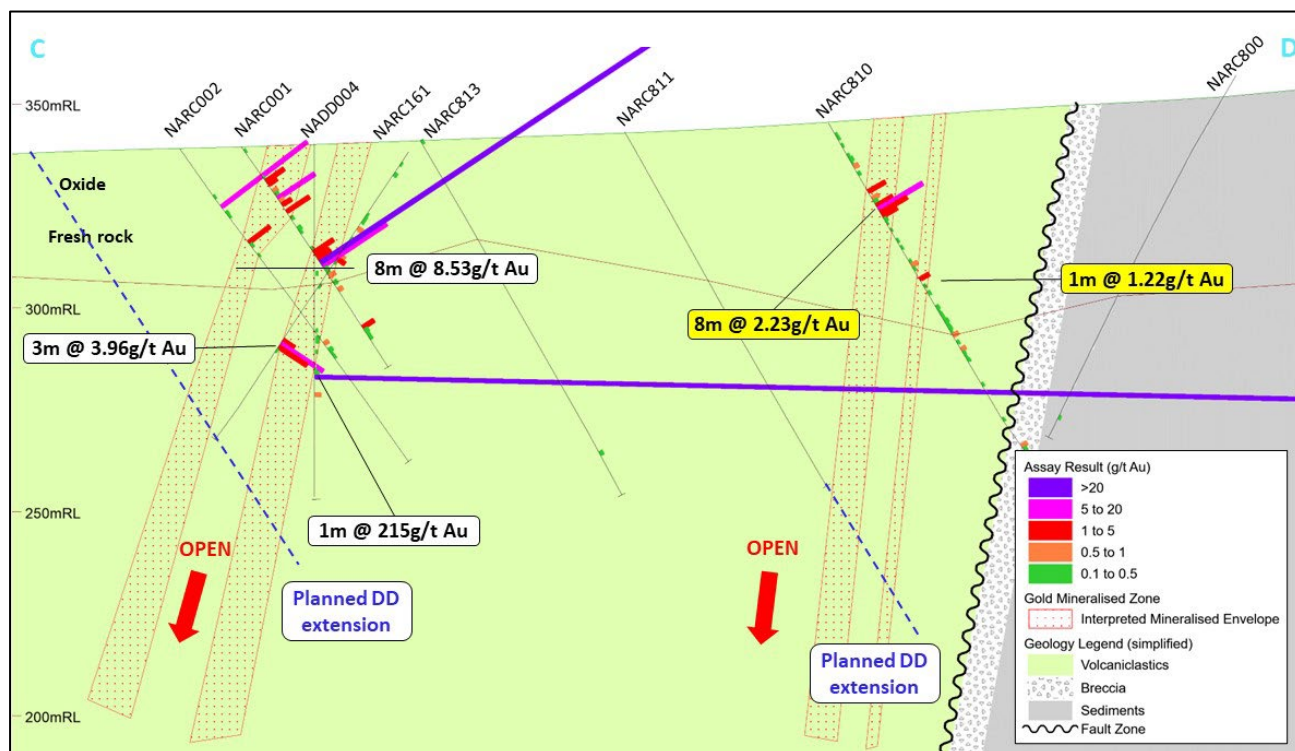 C
D
NARC002
NARC001
NADD004
NARC161
NARC813
NARC811
NARC810
NARC800
350mRL
Oxide
Fresh rock
8m @ 8.53g/t Au
1m @ 1.22g/t Au
300mRL
8m @ 2.23g/t Au
3m @ 3.96g/t Au
250mRL
1m @ 215g/t Au
OPEN
OPEN
Planned DD
extension
Planned DD
extension
200mRL
Assay Result (g/t Au)
>20
5 to 20
1 to 5
0.5 to 1
0.1 to 0.5
Gold Mineralised Zone
Interpreted Mineralised Envelope
Geology Legend (simplified)
Volcaniclastics
Breccia
Sediments
Fault Zone